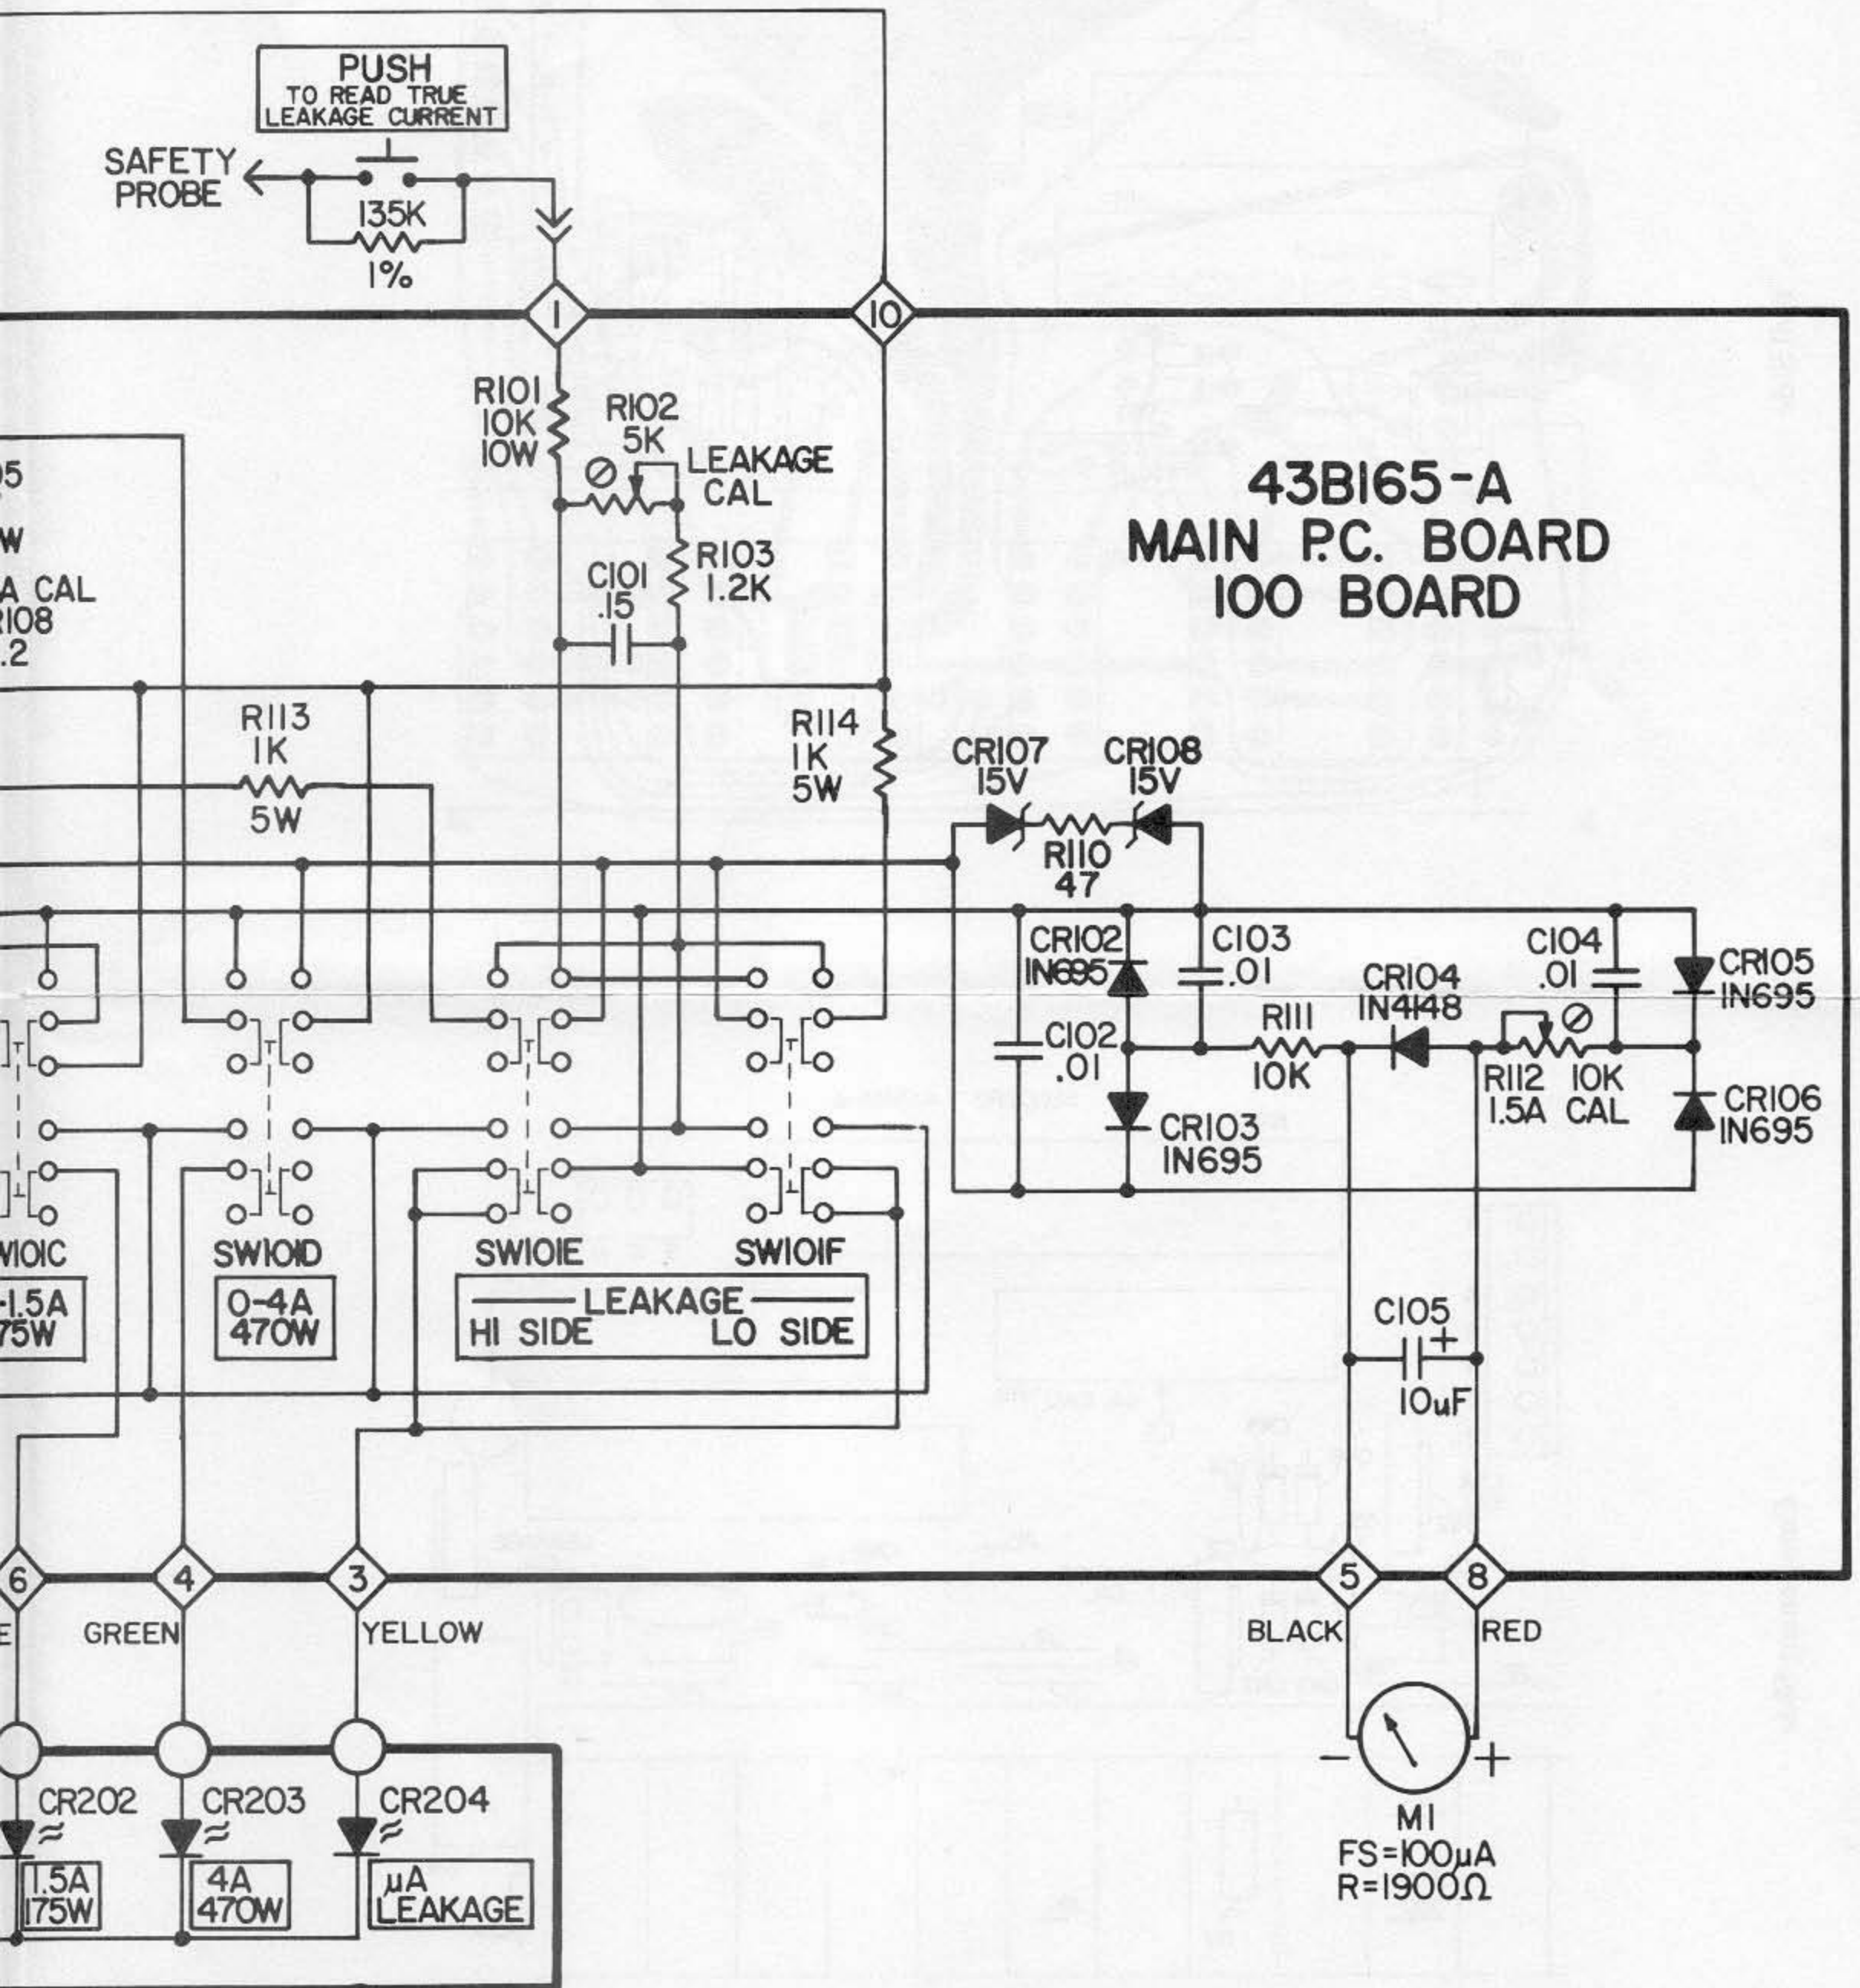 PUSH
TO READ TRUE
LEAKAGE CURRENT
SAFETY
PROBE
135K
1%
1
10
R101
10K
10W
R102
5K
LEAKAGE
CAL
R103
1.2K
C101
.15
43B165-A
MAIN P.C. BOARD
100 BOARD
A CAL
R108
.2
R113
1K
5W
R114
1K
5W
CR107
15V
CR108
15V
R110
47
CR102
IN695
C103
.01
C104
.01
CR105
IN695
CR104
IN4148
C102
.01
R111
10K
R112 10K
1.5A CAL
CR103
IN695
CR106
IN695
SW101D
SW101E
SW101F
-1.5A
75W
0-4A
470W
LEAKAGE
HI SIDE LO SIDE
C105
+
10uF
6
4
3
5
8
GREEN
YELLOW
BLACK
RED
CR202
CR203
CR204
1.5A
175W
4A
470W
µA
LEAKAGE
- +
M1
FS=100µA
R=1900Ω